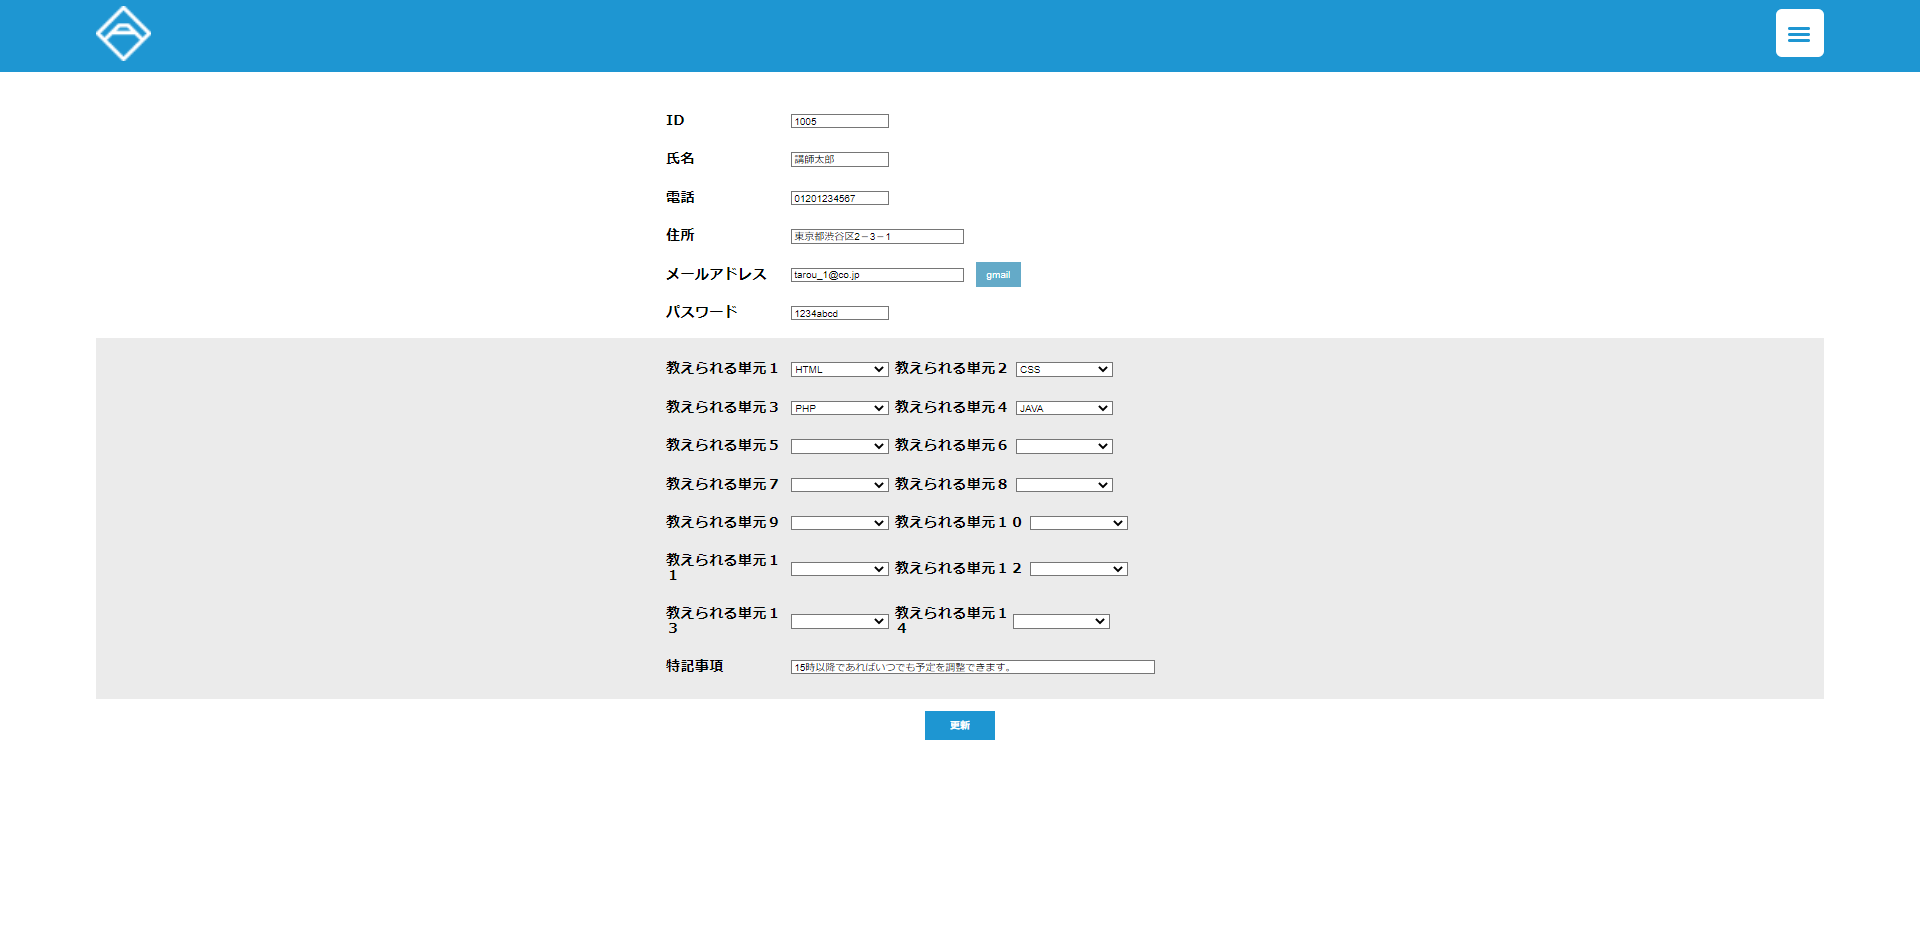 ID 1005
氏名 講師太郎
電話 01201234567
住所 東京都渋谷区2－3－1
メールアドレス tarou_1@co.jp gmail
パスワード 1234abcd
教えられる単元１ HTML 教えられる単元２ CSS
教えられる単元３ PHP 教えられる単元４ JAVA
教えられる単元５ 教えられる単元６
教えられる単元７ 教えられる単元８
教えられる単元９ 教えられる単元１０
教えられる単元１
１ 教えられる単元１２
教えられる単元１
３ 教えられる単元１
４
特記事項 15時以降であればいつでも予定を調整できます。
更新